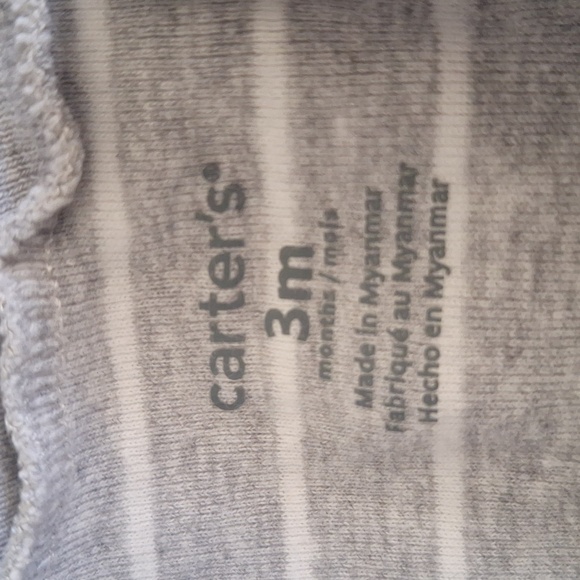 carter's®
3m
months / mois
Made in Myanmar
Fabriqué au Myanmar
Hecho en Myanmar